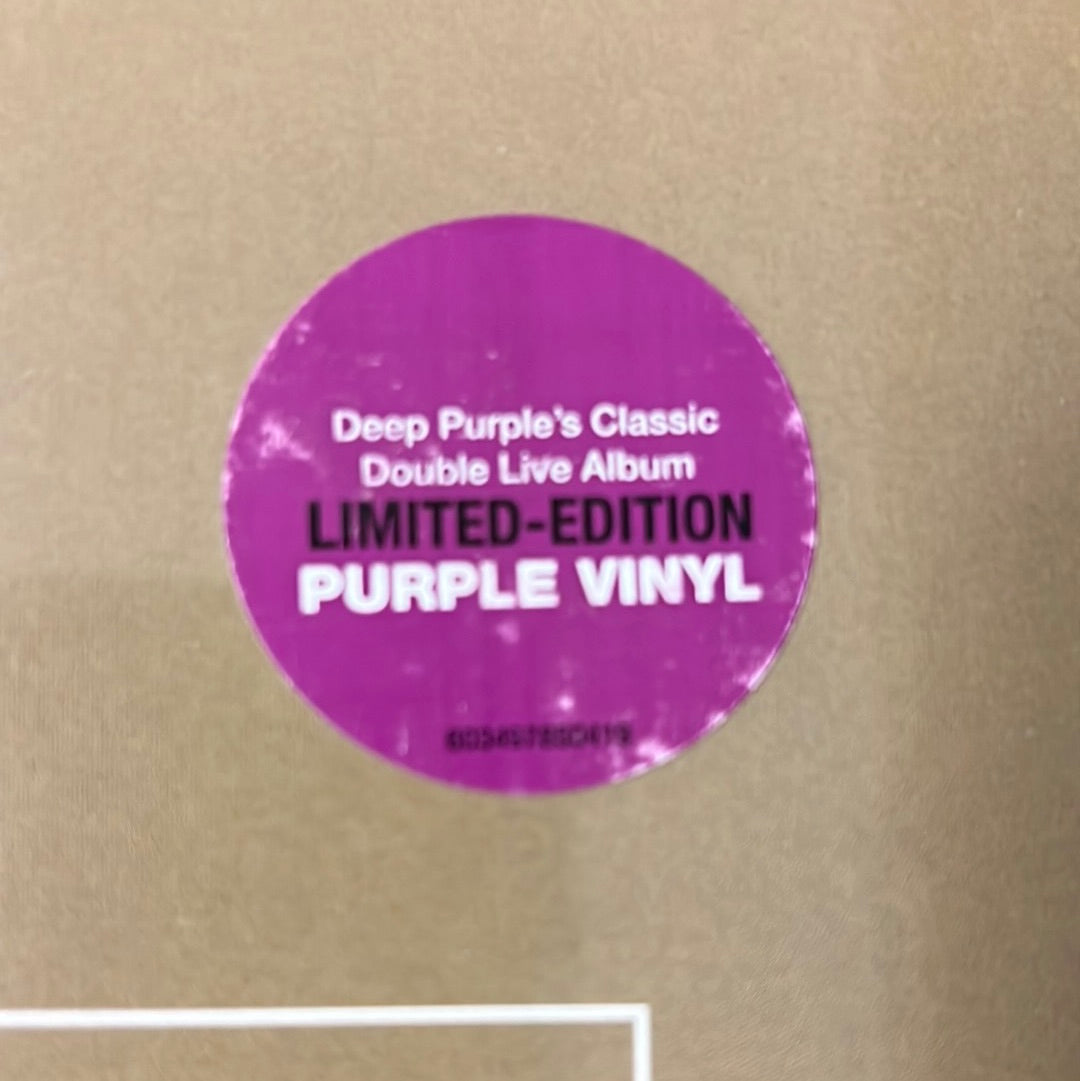 Deep Purple's Classic
Double Live Album
LIMITED-EDITION
PURPLE VINYL